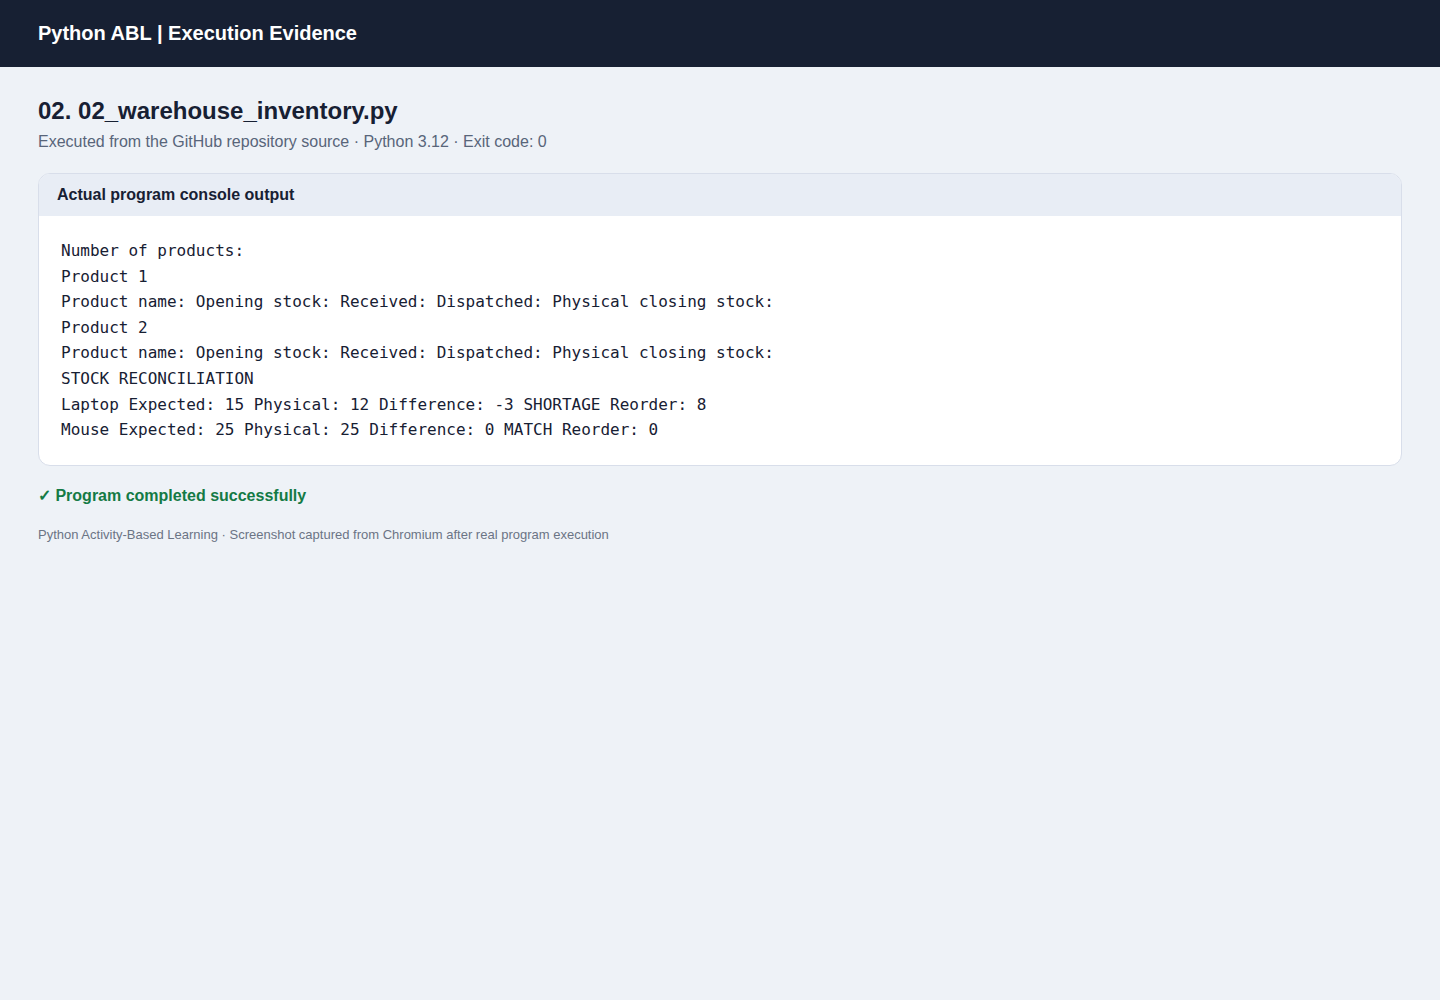 Python ABL | Execution Evidence
02. 02_warehouse_inventory.py
Executed from the GitHub repository source · Python 3.12 · Exit code: 0
Actual program console output
Number of products:
Product 1
Product name: Opening stock: Received: Dispatched: Physical closing stock:
Product 2
Product name: Opening stock: Received: Dispatched: Physical closing stock:
STOCK RECONCILIATION
Laptop Expected: 15 Physical: 12 Difference: -3 SHORTAGE Reorder: 8
Mouse Expected: 25 Physical: 25 Difference: 0 MATCH Reorder: 0
✓ Program completed successfully
Python Activity-Based Learning · Screenshot captured from Chromium after real program execution